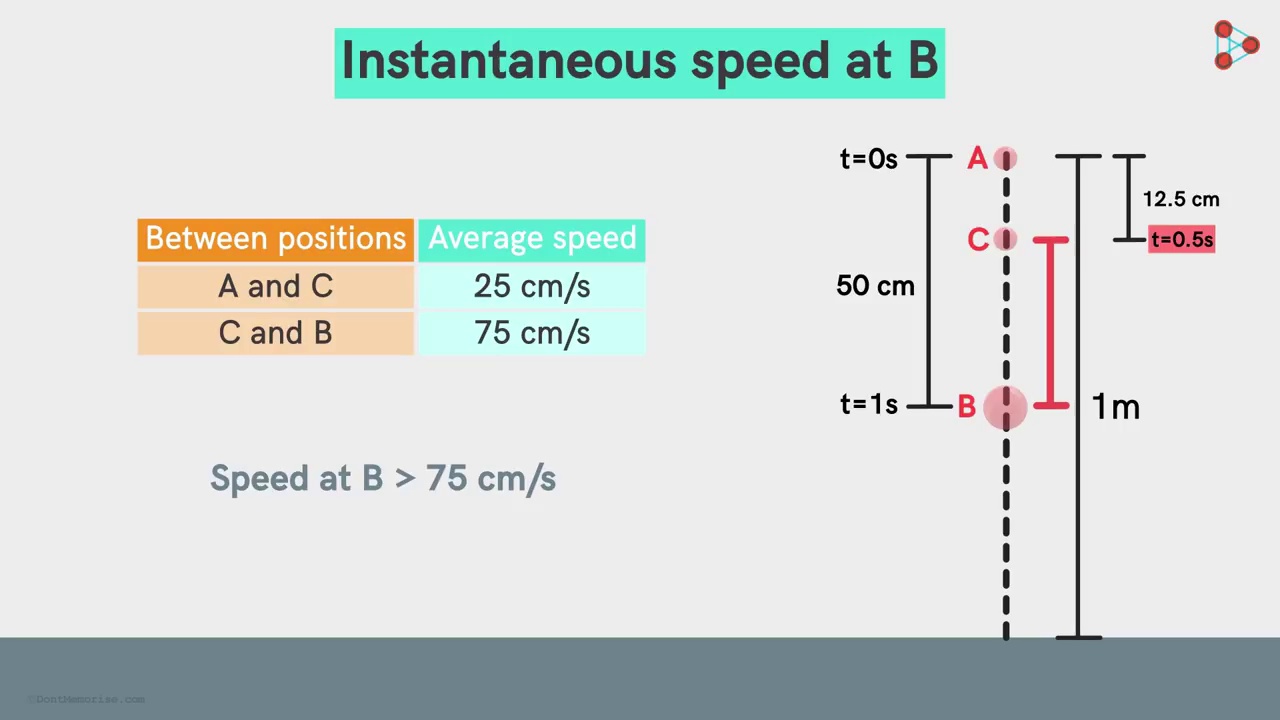 Instantaneous speed at B
Between positions Average speed
A and C 25 cm/s
C and B 75 cm/s
Speed at B > 75 cm/s
t=0s A
12.5 cm
C t=0.5s
50 cm
t=1s B 1m
©DontMemorise.com